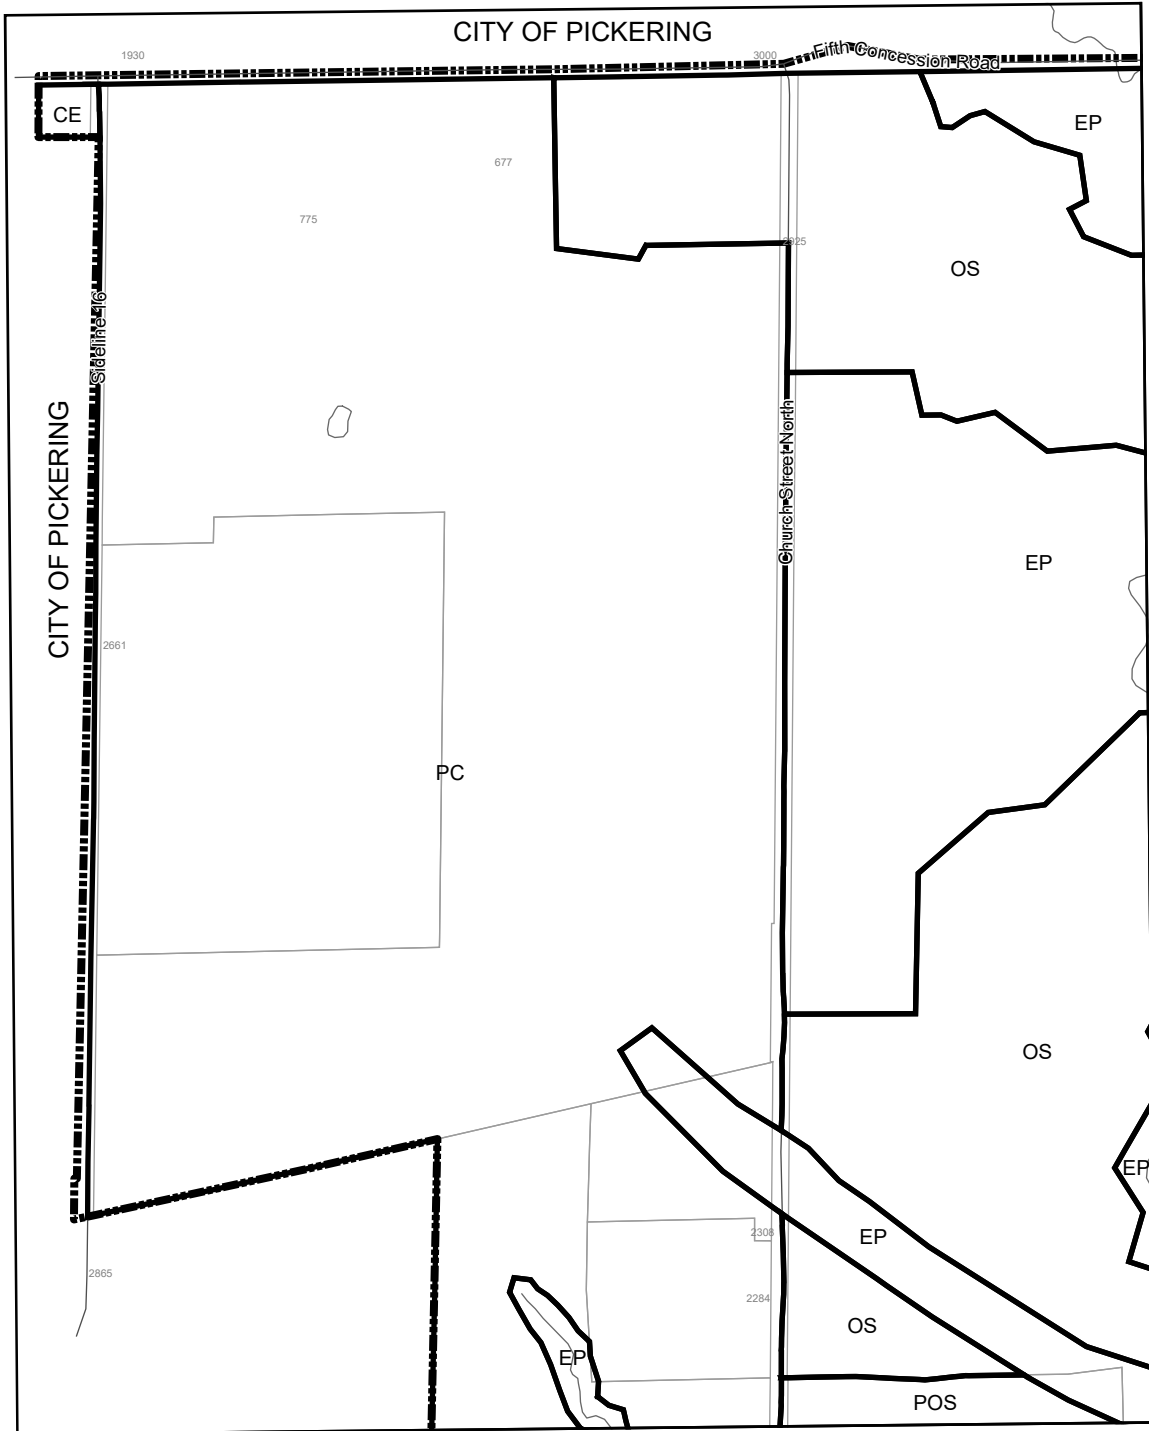 CITY OF PICKERING
1930
3000
Fifth Concession Road
CE
EP
677
775
2925
OS
Sideline 16
CITY OF PICKERING
Church Street North
EP
2661
PC
OS
EP
2308
EP
2865
2284
OS
EP
POS